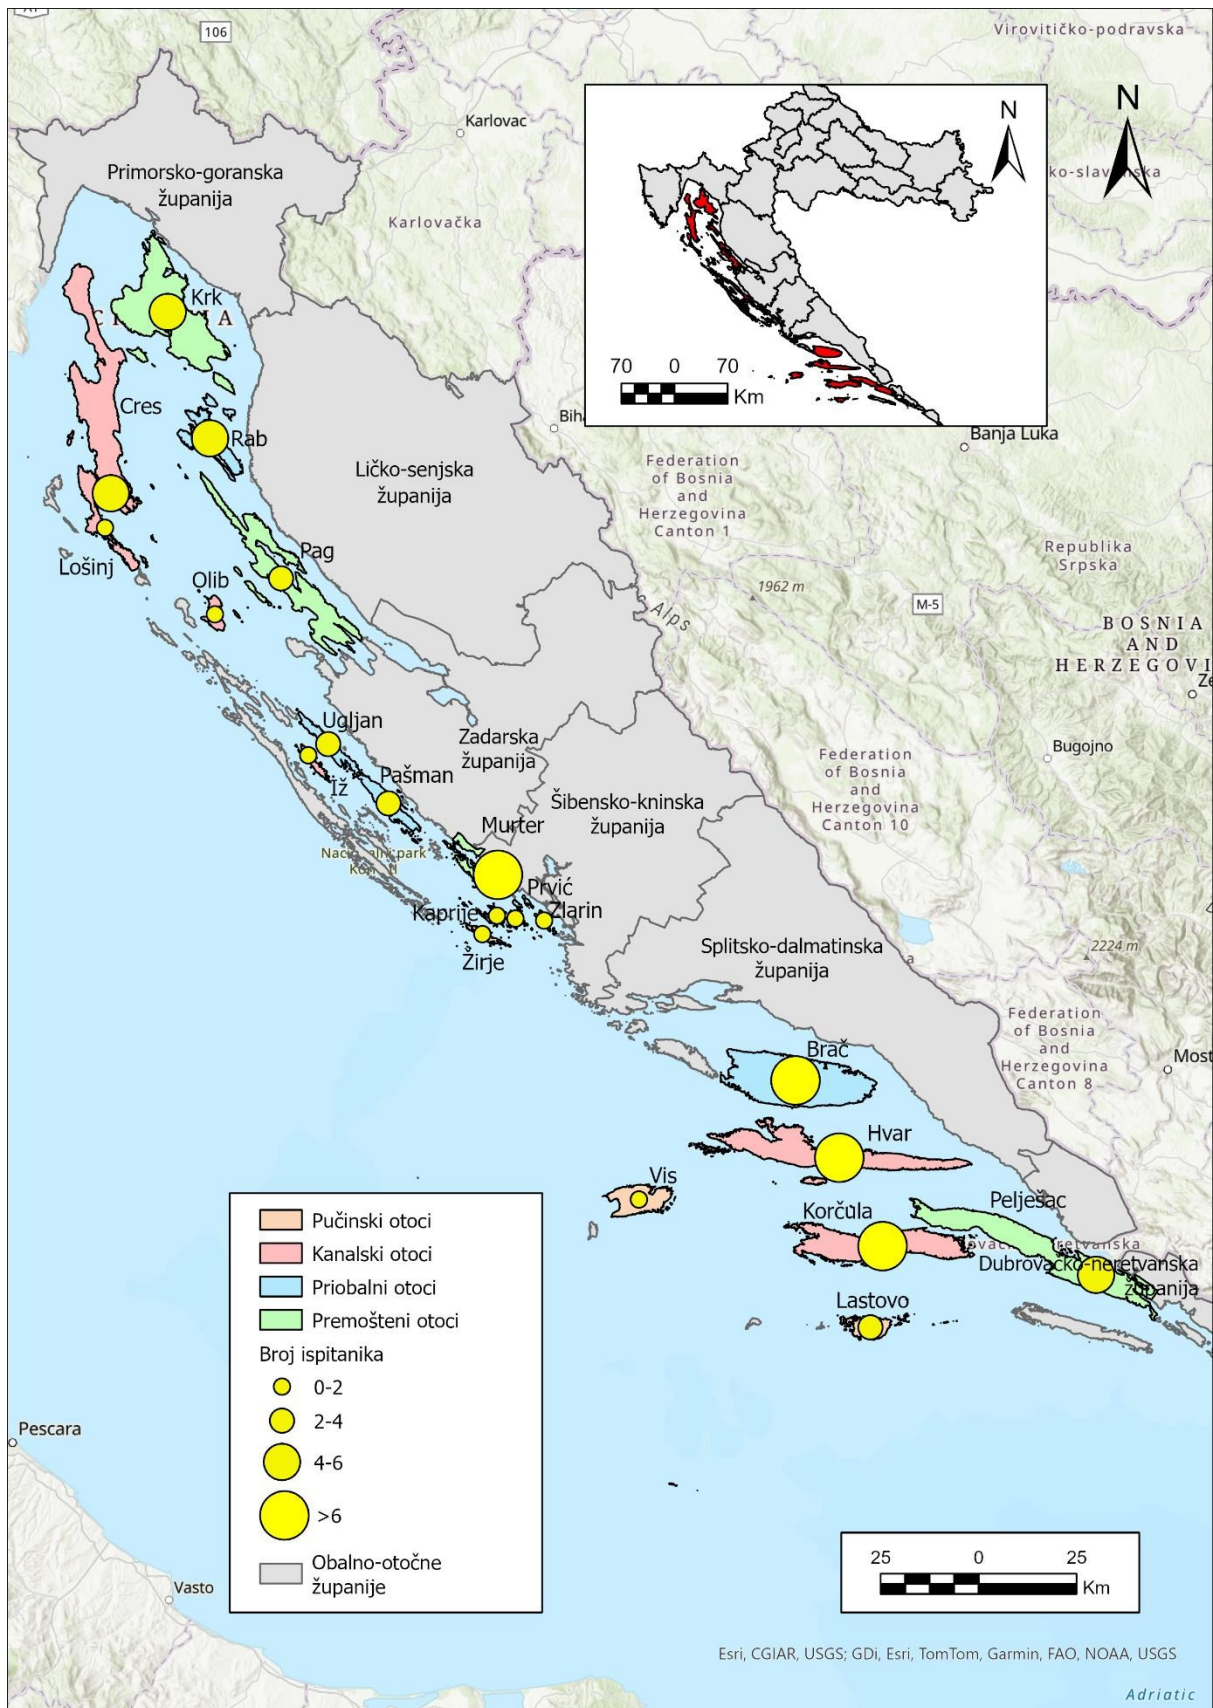 106
Virovitičko-podravska
Karlovac
Karlovačka
ko-slavonska
N
N
70 0 70
Km
Primorsko-goranska
županija
Krk
Cres
Rab
Ličko-senjska
županija
Lošinj
Olib
Pag
Banja Luka
Federation
of Bosnia
and
Herzegovina
Canton 1
Republika
Srpska
1962 m
Alps
M-5
BOSNIA
AND
HERZEGOVI
Ugljan
Iž
Pašman
Zadarska
županija
Murter
Šibensko-kninska
županija
Federation
of Bosnia
and
Herzegovina
Canton 10
Bugojno
Prvić
Kaprije
Zlarin
Žirje
Splitsko-dalmatinska
županija
2224 m
Federation
of Bosnia
and
Herzegovina
Canton 8
Most
Brač
Hvar
Vis
Korčula
Pelješac
Dubrovačko-neretvanska
županija
Lastovo
Pučinski otoci
Kanalski otoci
Priobalni otoci
Premošteni otoci
Broj ispitanika
0-2
2-4
4-6
>6
Obalno-otočne
županije
Pescara
Vasto
25 0 25
Km
Esri, CGIAR, USGS; GDi, Esri, TomTom, Garmin, FAO, NOAA, USGS
Adriatic